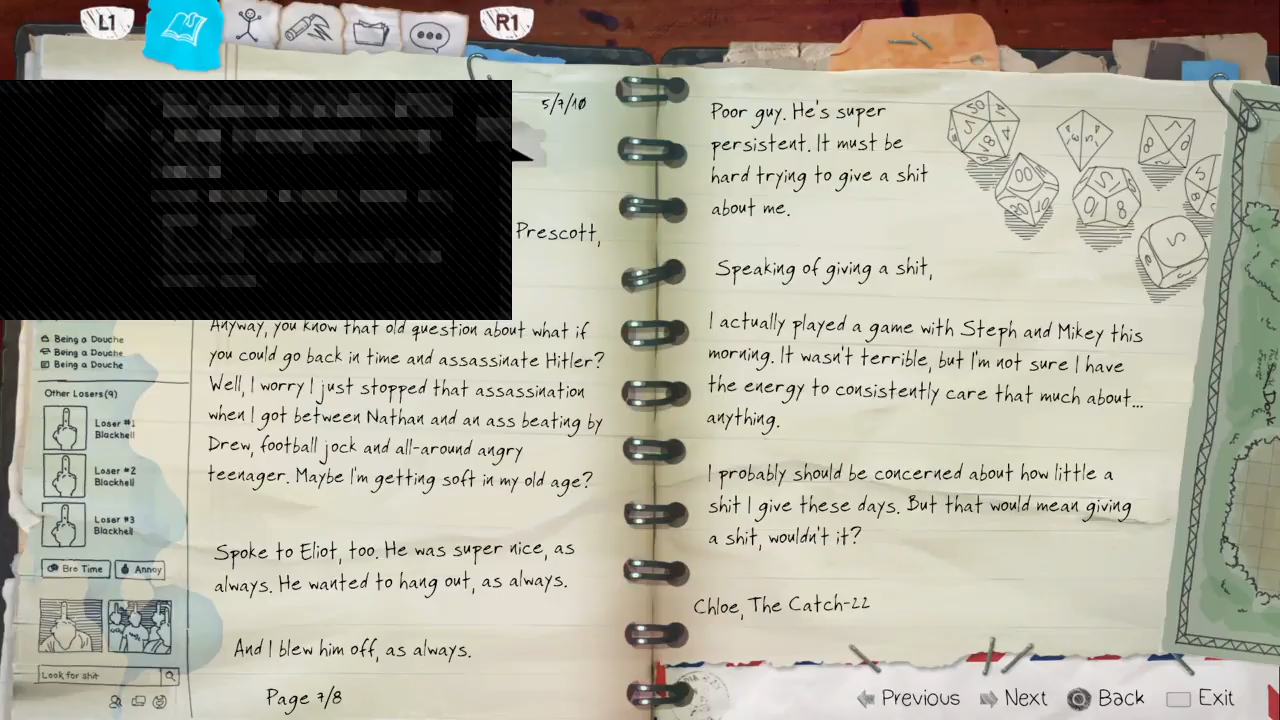 L1
R1
5/7/10
Prescott,
Anyway, you know that old question about what if
you could go back in time and assassinate Hitler?
Well, I worry I just stopped that assassination
when I got between Nathan and an ass beating by
Drew, football jock and all-around angry
teenager. Maybe I'm getting soft in my old age?
Spoke to Eliot, too. He was super nice, as
always. He wanted to hang out, as always.
And I blew him off, as always.
Page 7/8
Being a Douche
Being a Douche
Being a Douche
Other Losers(9)
Loser #1
Blackhell
Loser #2
Blackhell
Loser #3
Blackhell
Bro Time
Annoy
Look for shit
Poor guy. He's super
persistent. It must be
hard trying to give a shit
about me.
Speaking of giving a shit,
I actually played a game with Steph and Mikey this
morning. It wasn't terrible, but I'm not sure I have
the energy to consistently care that much about...
anything.
I probably should be concerned about how little a
shit I give these days. But that would mean giving
a shit, wouldn't it?
Chloe, The Catch-22
Previous
Next
Back
Exit